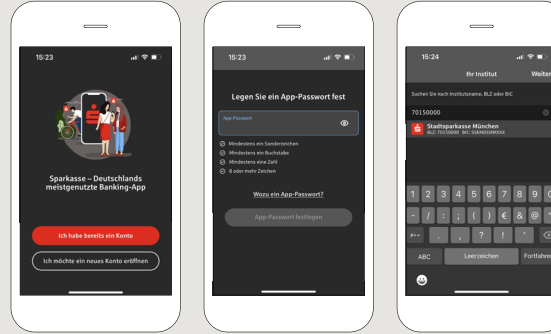 15:23
Sparkasse – Deutschlands
meistgenutzte Banking-App
Ich habe bereits ein Konto
Ich möchte ein neues Konto eröffnen
15:23
Legen Sie ein App-Passwort fest
App-Passwort
Mindestens ein Sonderzeichen
Mindestens ein Buchstabe
Mindestens eine Zahl
8 oder mehr Zeichen
Wozu ein App-Passwort?
App-Passwort festlegen
15:24
Ihr Institut Weiter
Suchen Sie nach Institutsname, BLZ oder BIC
70150000
Stadtsparkasse München
BLZ: 70150000 BIC: SSKMDEMMXXX
1 2 3 4 5 6 7 8 9 0
- / : ; ( ) € & @ "
#+= . , ? ! '
ABC Leerzeichen Fortfahren